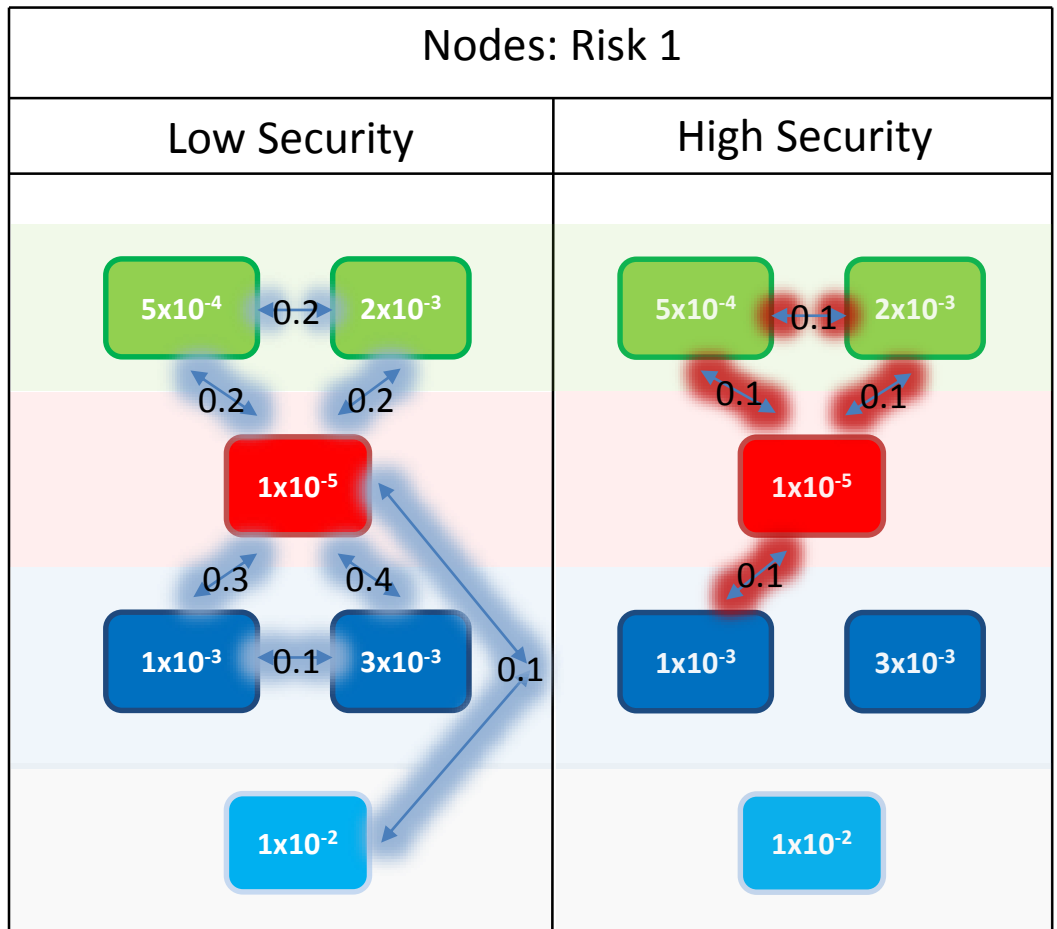 Nodes: Risk 1
Low Security
High Security
5x10⁻⁴
0.2
2x10⁻³
5x10⁻⁴
0.1
2x10⁻³
0.2
0.2
0.1
0.1
1x10⁻⁵
1x10⁻⁵
0.3
0.4
0.1
1x10⁻³
0.1
3x10⁻³
0.1
1x10⁻³
3x10⁻³
1x10⁻²
1x10⁻²